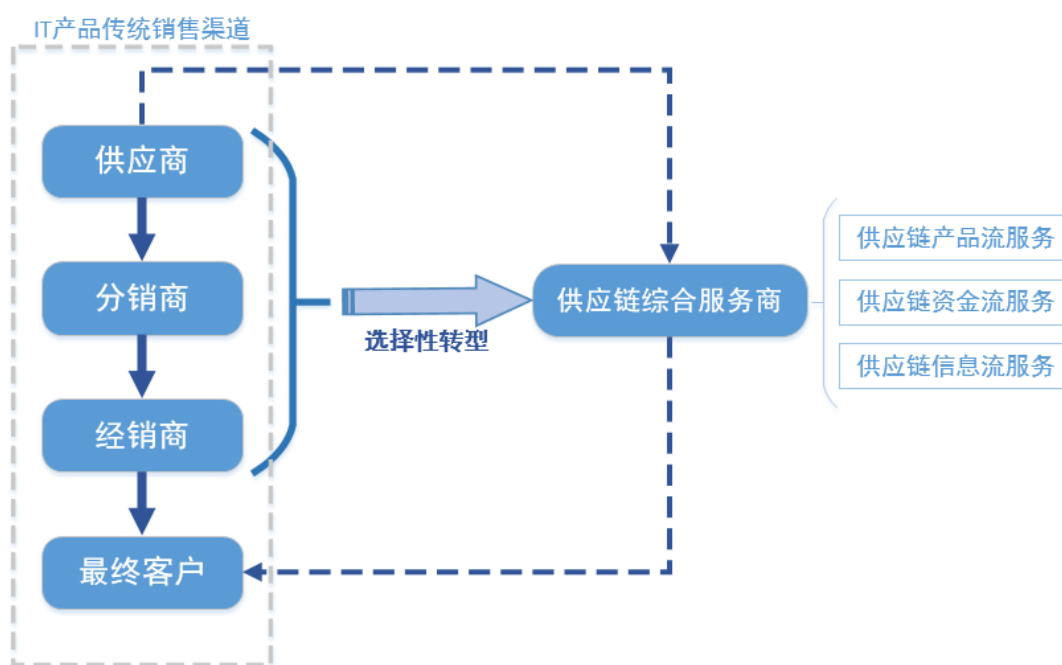 IT产品传统销售渠道
供应商
分销商
经销商
最终客户
选择性转型
供应链综合服务商
供应链产品流服务
供应链资金流服务
供应链信息流服务